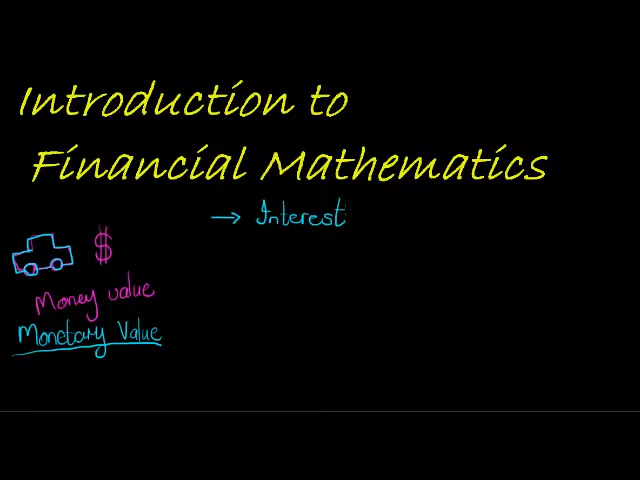 Introduction to
Financial Mathematics
→ Interest
$
Money value
Monetary Value